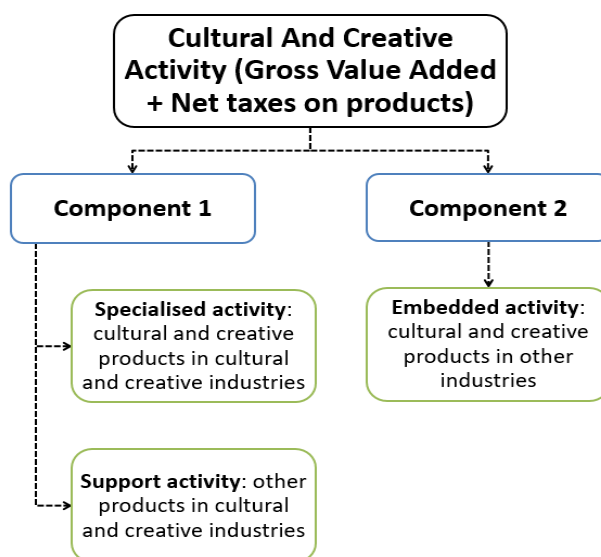 Cultural And Creative
Activity (Gross Value Added
+ Net taxes on products)
Component 1
Component 2
Specialised activity:
cultural and creative
products in cultural
and creative industries
Embedded activity:
cultural and creative
products in other
industries
Support activity: other
products in cultural
and creative industries